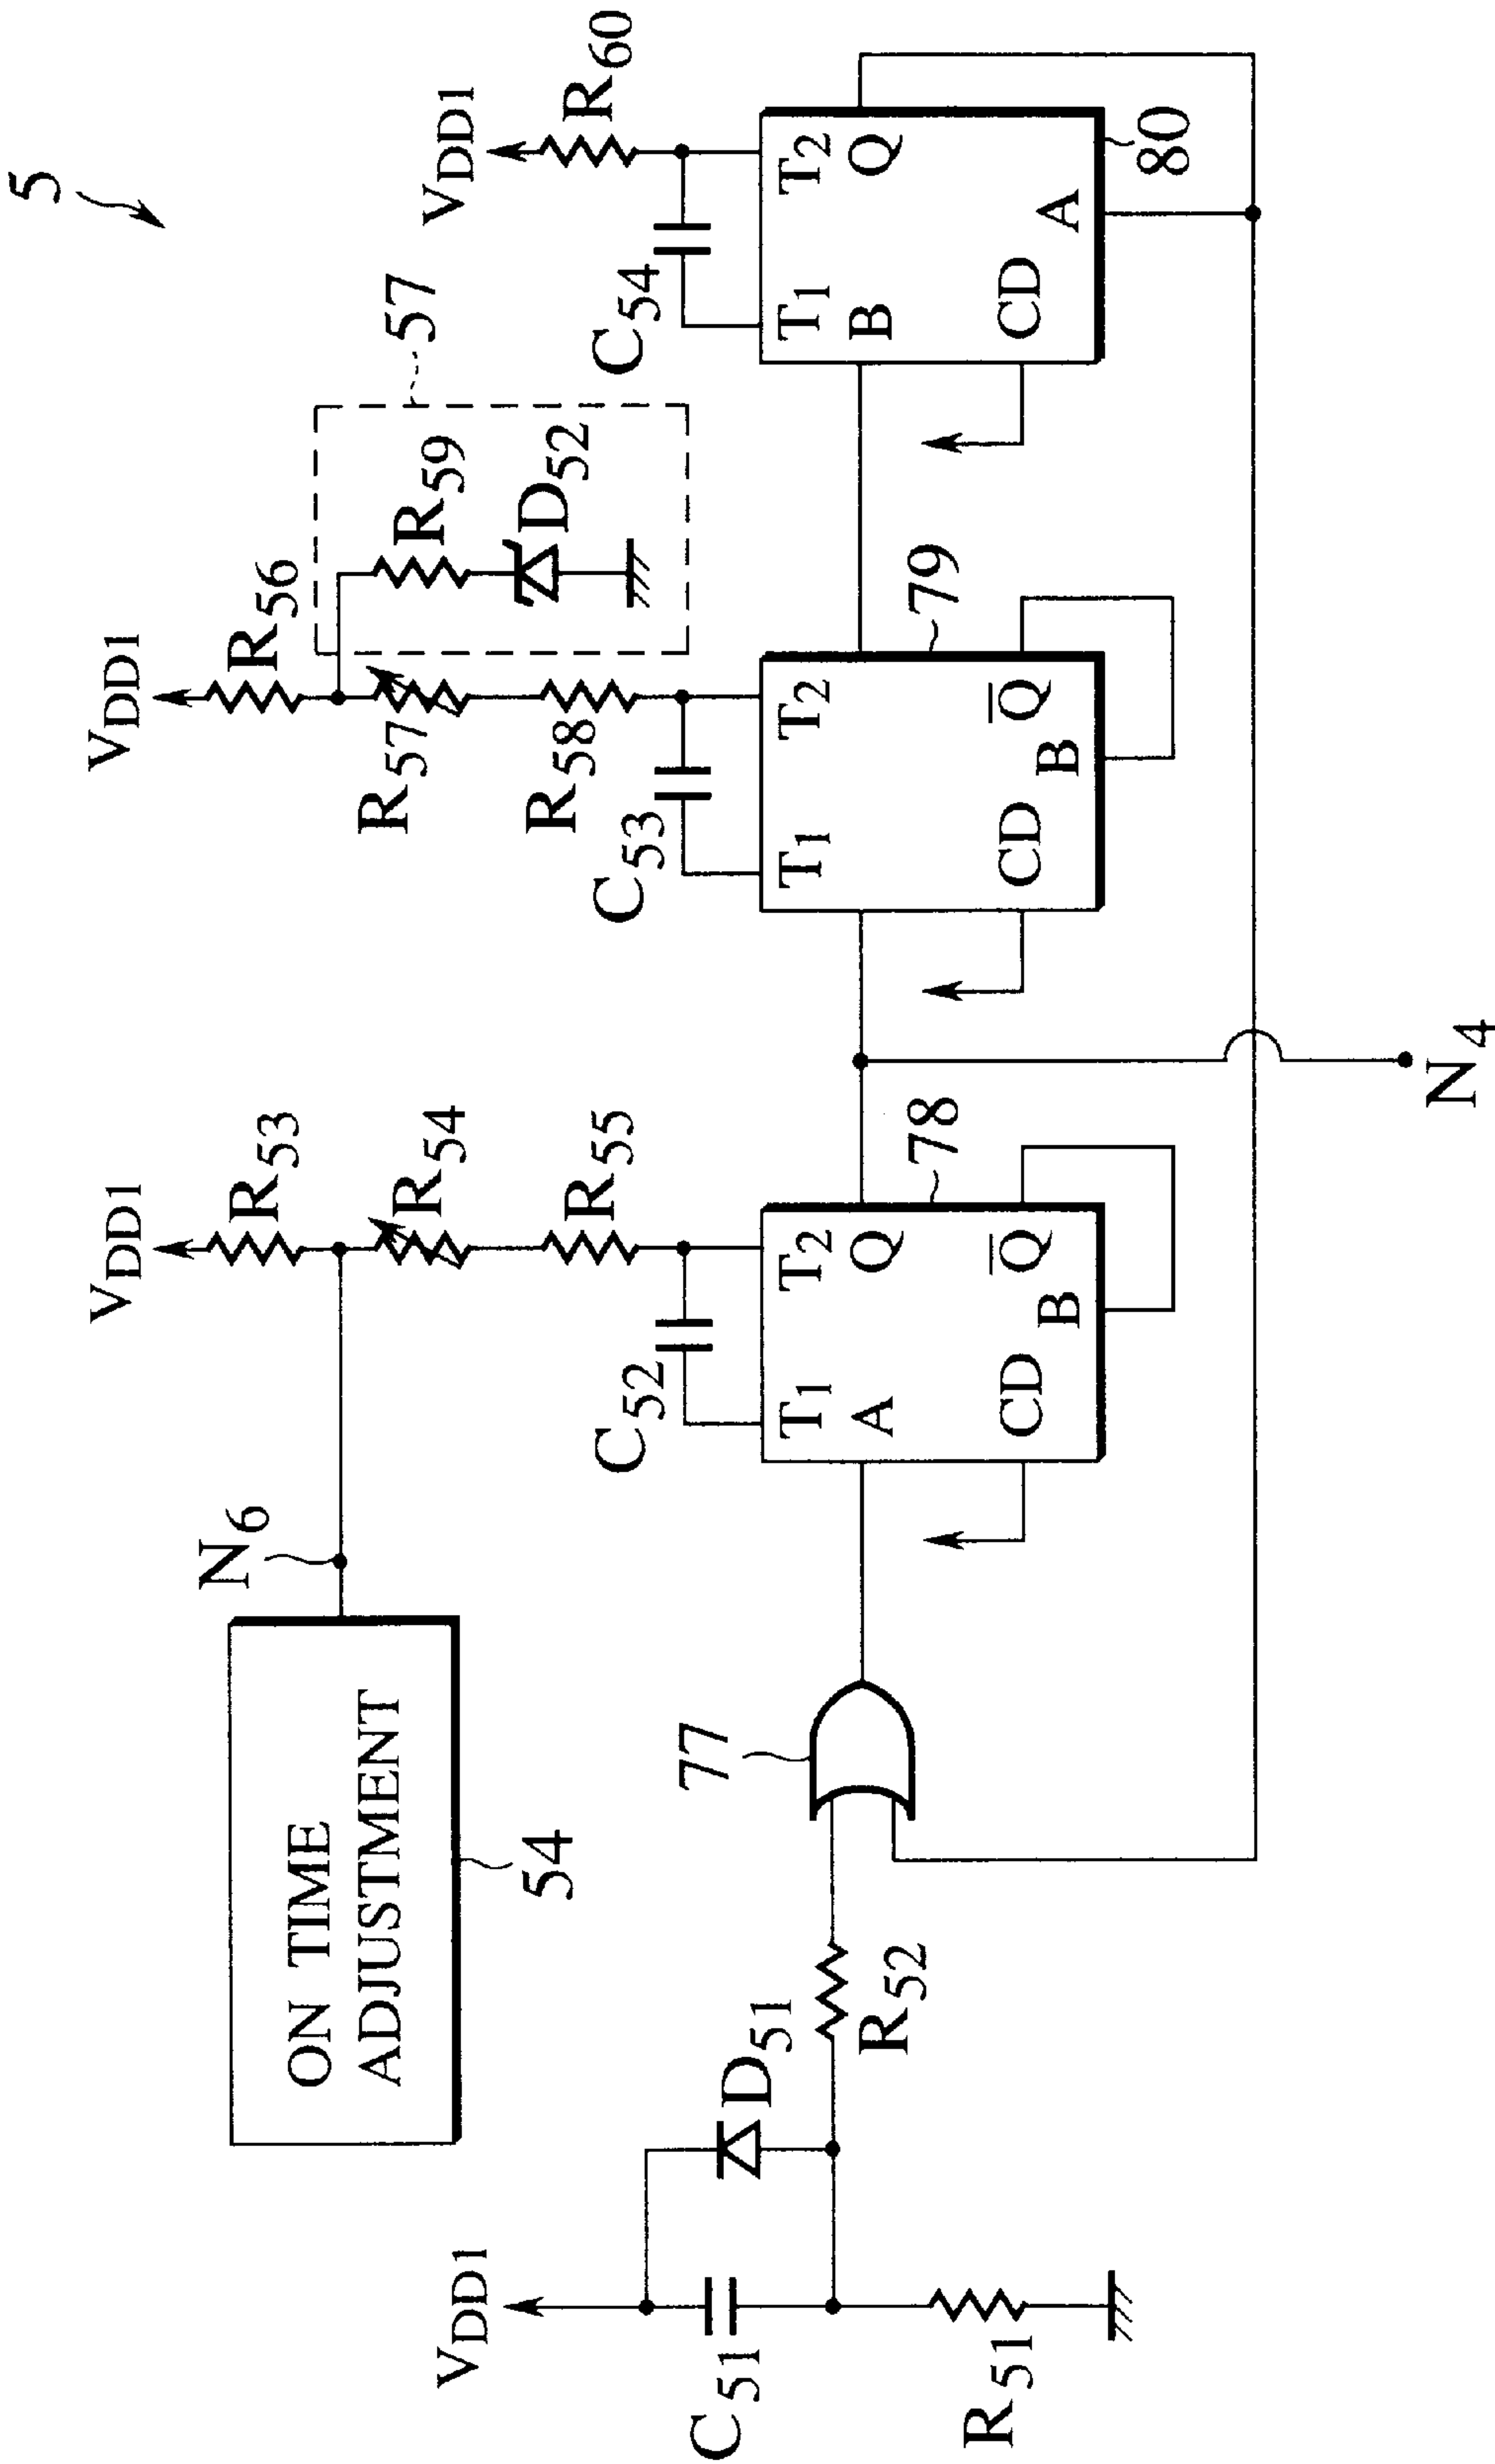 5
ON TIME
ADJUSTMENT
54
N6
VDD1
R53
R54
R55
C52
VDD1
R56
R57
R58
C53
57
R59
D52
VDD1
R60
C54
VDD1
C51
D51
R51
R52
77
T1
T2
A
Q
CD
Q̅
B
78
T1
T2
CD
Q̅
B
79
T1
T2
B
Q
CD
A
80
N4